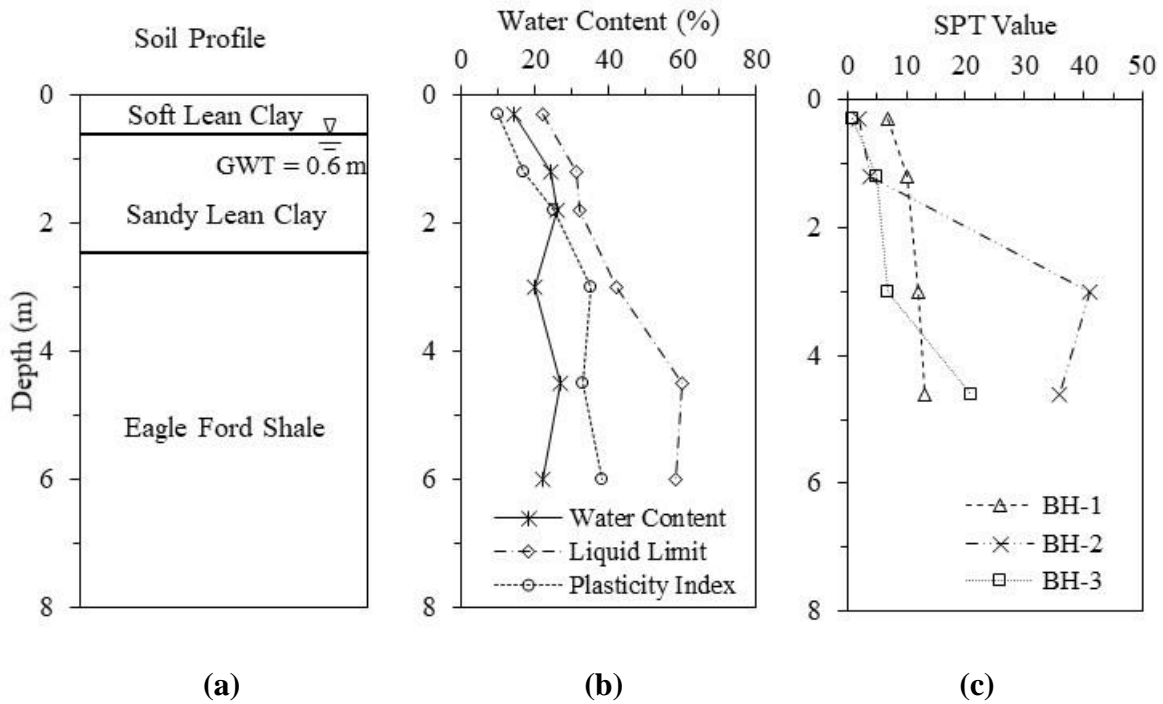 Soil Profile
Depth (m)
0
2
4
6
8
Soft Lean Clay
GWT = 0.6 m
Sandy Lean Clay
Eagle Ford Shale
(a)
Water Content (%)
0 20 40 60 80
0
2
4
6
8
Water Content
Liquid Limit
Plasticity Index
(b)
SPT Value
0 10 20 30 40 50
0
2
4
6
8
BH-1
BH-2
BH-3
(c)